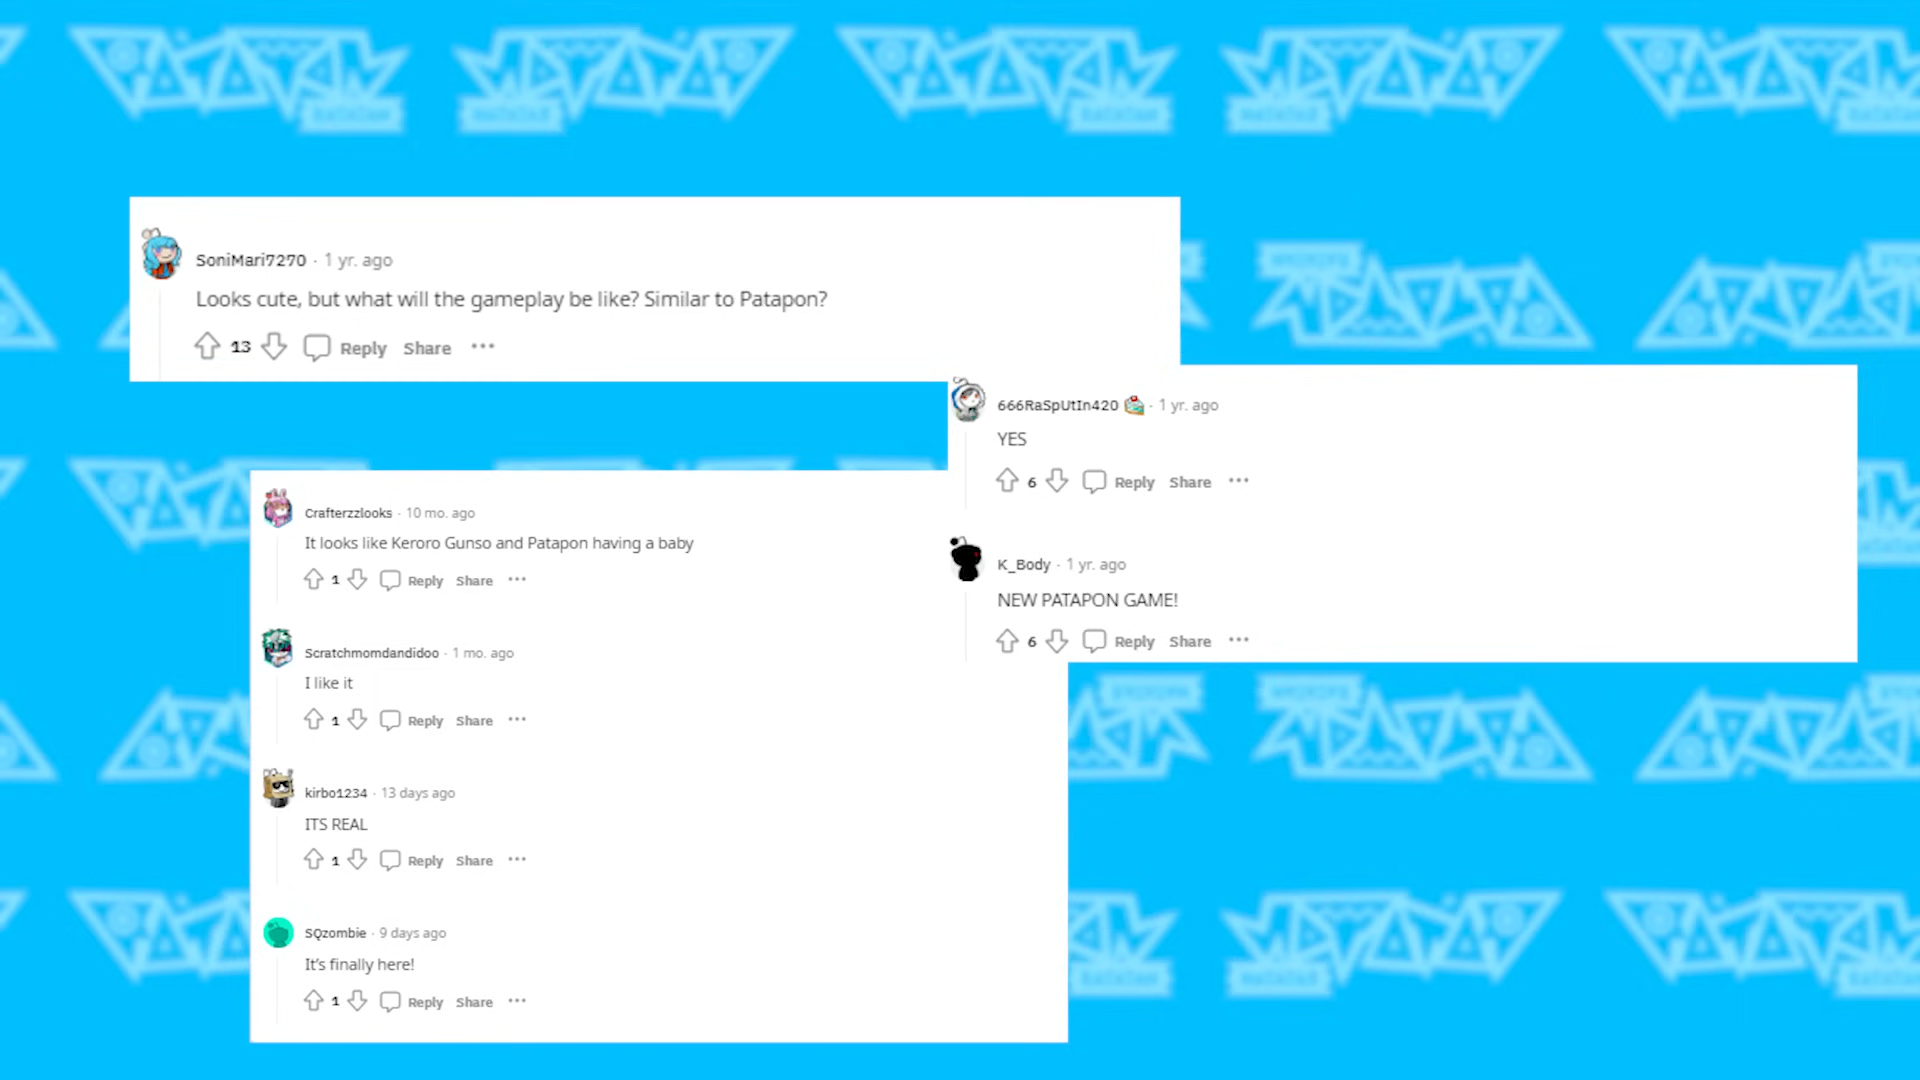 SoniMari7270 · 1 yr. ago
Looks cute, but what will the gameplay be like? Similar to Patapon?
13 Reply Share ...
666RaSpUtIn420 · 1 yr. ago
YES
6 Reply Share ...
K_Body · 1 yr. ago
NEW PATAPON GAME!
6 Reply Share ...
Crafterzzlooks · 10 mo. ago
It looks like Keroro Gunso and Patapon having a baby
1 Reply Share ...
Scratchmomdandidoo · 1 mo. ago
I like it
1 Reply Share ...
kirbo1234 · 13 days ago
ITS REAL
1 Reply Share ...
SQzombie · 9 days ago
It's finally here!
1 Reply Share ...